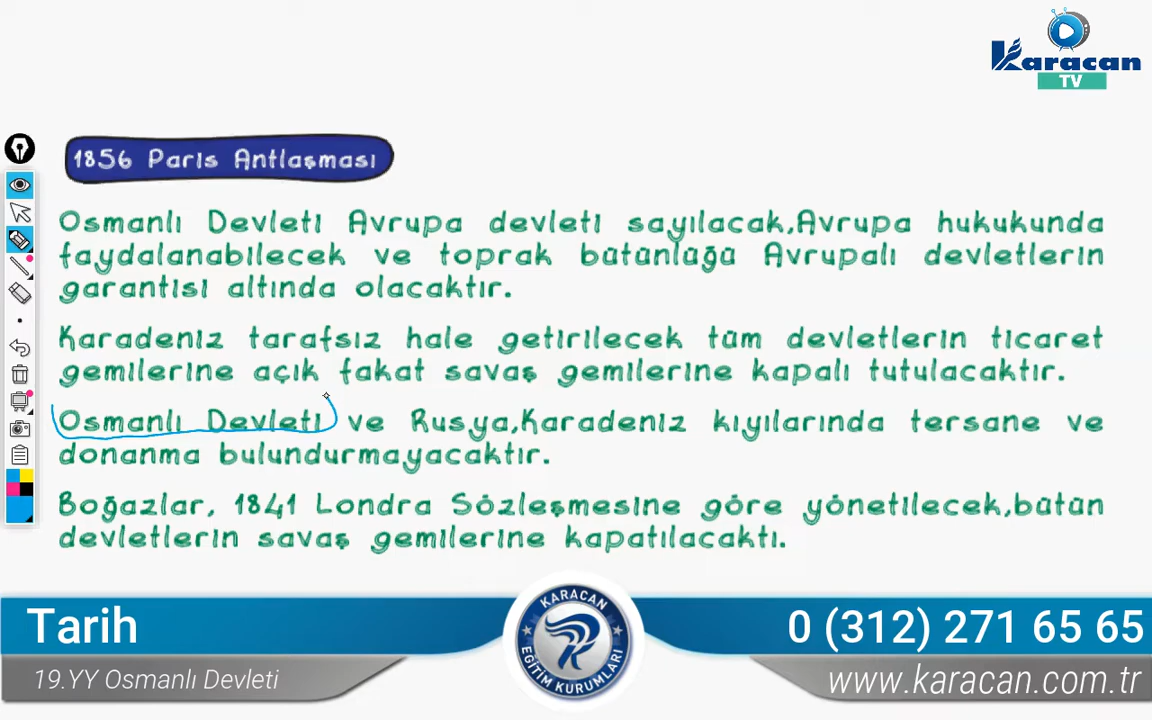 Karacan
TV
1856 Paris Antlaşması
Osmanlı Devleti Avrupa devleti sayılacak,Avrupa hukukunda
faydalanabilecek ve toprak bütünlüğü Avrupalı devletlerin
garantisi altında olacaktır.
Karadeniz tarafsız hale getirilecek tüm devletlerin ticaret
gemilerine açık fakat savaş gemilerine kapalı tutulacaktır.
Osmanlı Devleti ve Rusya,Karadeniz kıyılarında tersane ve
donanma bulundurmayacaktır.
Boğazlar, 1841 Londra Sözleşmesine göre yönetilecek,bütün
devletlerin savaş gemilerine kapatılacaktı.
Tarih
19.YY Osmanlı Devleti
KARACAN
EĞİTİM KURUMLARI
0 (312) 271 65 65
www.karacan.com.tr